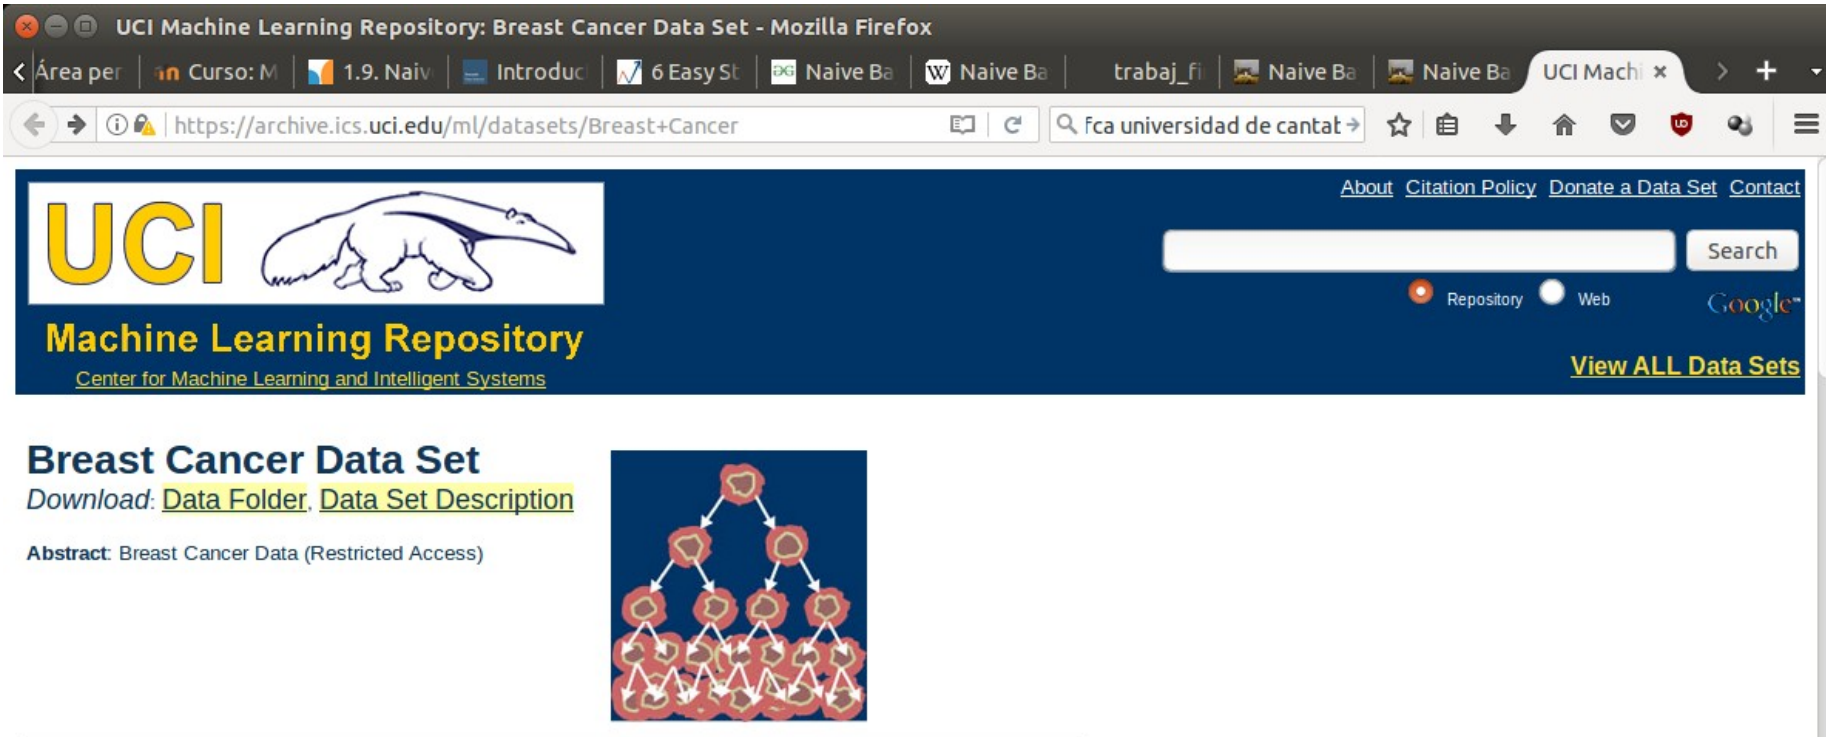 UCI Machine Learning Repository: Breast Cancer Data Set - Mozilla Firefox
Área per Curso: M 1.9. Naiv Introduc 6 Easy St Naive Ba Naive Ba trabaj_fi Naive Ba Naive Ba UCI Machi
https://archive.ics.uci.edu/ml/datasets/Breast+Cancer fca universidad de cantab
About Citation Policy Donate a Data Set Contact
UCI
Search
Repository Web Google
Machine Learning Repository
Center for Machine Learning and Intelligent Systems
View ALL Data Sets
Breast Cancer Data Set
Download: Data Folder, Data Set Description
Abstract: Breast Cancer Data (Restricted Access)